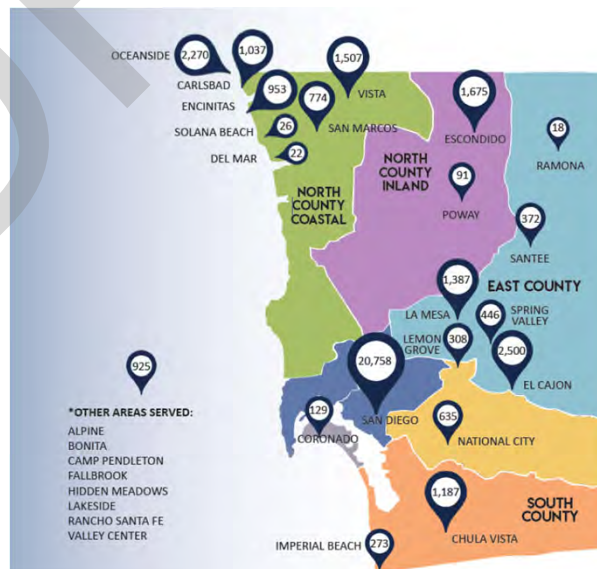 OCEANSIDE
2,270
1,037
CARLSBAD
1,507
VISTA
ENCINITAS
953
774
SAN MARCOS
SOLANA BEACH
26
DEL MAR
22
1,675
ESCONDIDO
18
RAMONA
NORTH
COUNTY
INLAND
91
POWAY
NORTH
COUNTY
COASTAL
372
SANTEE
1,387
LA MESA
EAST COUNTY
446
SPRING
VALLEY
LEMON
GROVE
308
2,500
EL CAJON
20,758
SAN DIEGO
129
CORONADO
635
NATIONAL CITY
1,187
CHULA VISTA
SOUTH
COUNTY
IMPERIAL BEACH
273
925
*OTHER AREAS SERVED:
ALPINE
BONITA
CAMP PENDLETON
FALLBROOK
HIDDEN MEADOWS
LAKESIDE
RANCHO SANTA FE
VALLEY CENTER